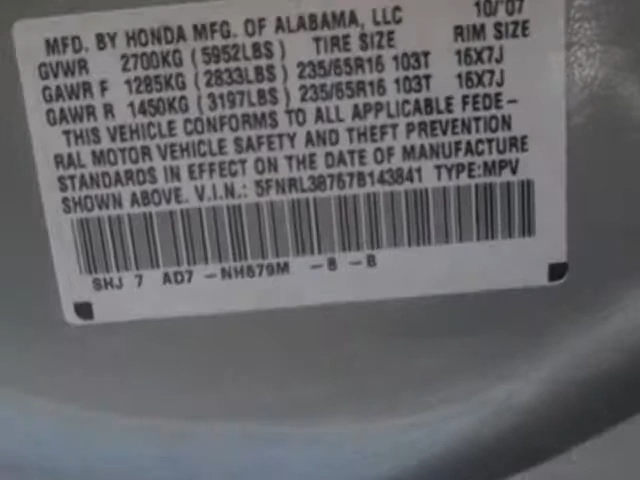 MFD. BY HONDA MFG. OF ALABAMA, LLC 10/'07
GVWR 2700KG (5952LBS) TIRE SIZE RIM SIZE
GAWR F 1285KG (2833LBS) 235/65R16 103T 16X7J
GAWR R 1450KG (3197LBS) 235/65R16 103T 16X7J
THIS VEHICLE CONFORMS TO ALL APPLICABLE FEDE-
RAL MOTOR VEHICLE SAFETY AND THEFT PREVENTION
STANDARDS IN EFFECT ON THE DATE OF MANUFACTURE
SHOWN ABOVE. V.I.N.: 5FNRL38767B143841 TYPE:MPV
SHJ 7 AD7 -NH679M -B -B